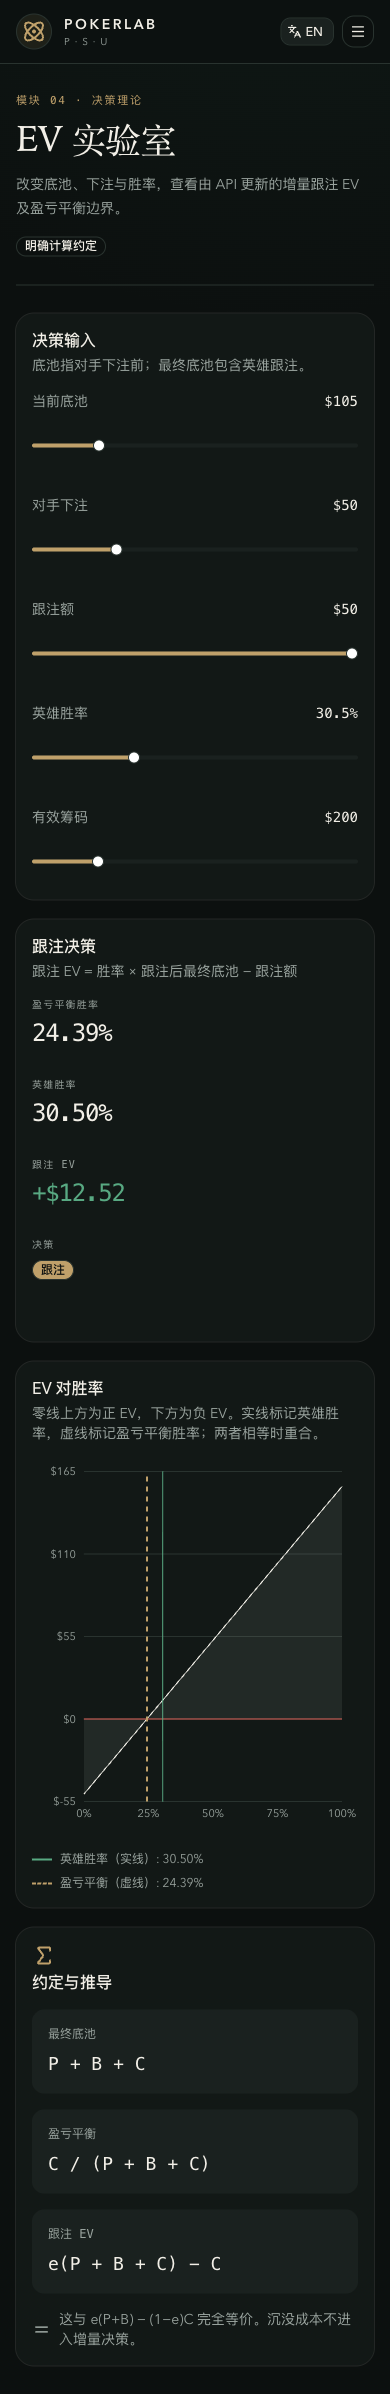 POKERLAB
P·S·U
EN
模块 04 · 决策理论
EV 实验室
改变底池、下注与胜率，查看由 API 更新的增量跟注 EV
及盈亏平衡边界。
明确计算约定
决策输入
底池指对手下注前；最终底池包含英雄跟注。
当前底池 $105
对手下注 $50
跟注额 $50
英雄胜率 30.5%
有效筹码 $200
跟注决策
跟注 EV = 胜率 × 跟注后最终底池 − 跟注额
盈亏平衡胜率
24.39%
英雄胜率
30.50%
跟注 EV
+$12.52
决策
跟注
EV 对胜率
零线上方为正 EV，下方为负 EV。实线标记英雄胜
率，虚线标记盈亏平衡胜率；两者相等时重合。
$165
$110
$55
$0
$-55
0% 25% 50% 75% 100%
英雄胜率（实线）: 30.50%
盈亏平衡（虚线）: 24.39%
约定与推导
最终底池
P + B + C
盈亏平衡
C / (P + B + C)
跟注 EV
e(P + B + C) − C
这与 e(P+B) − (1−e)C 完全等价。沉没成本不进
入增量决策。